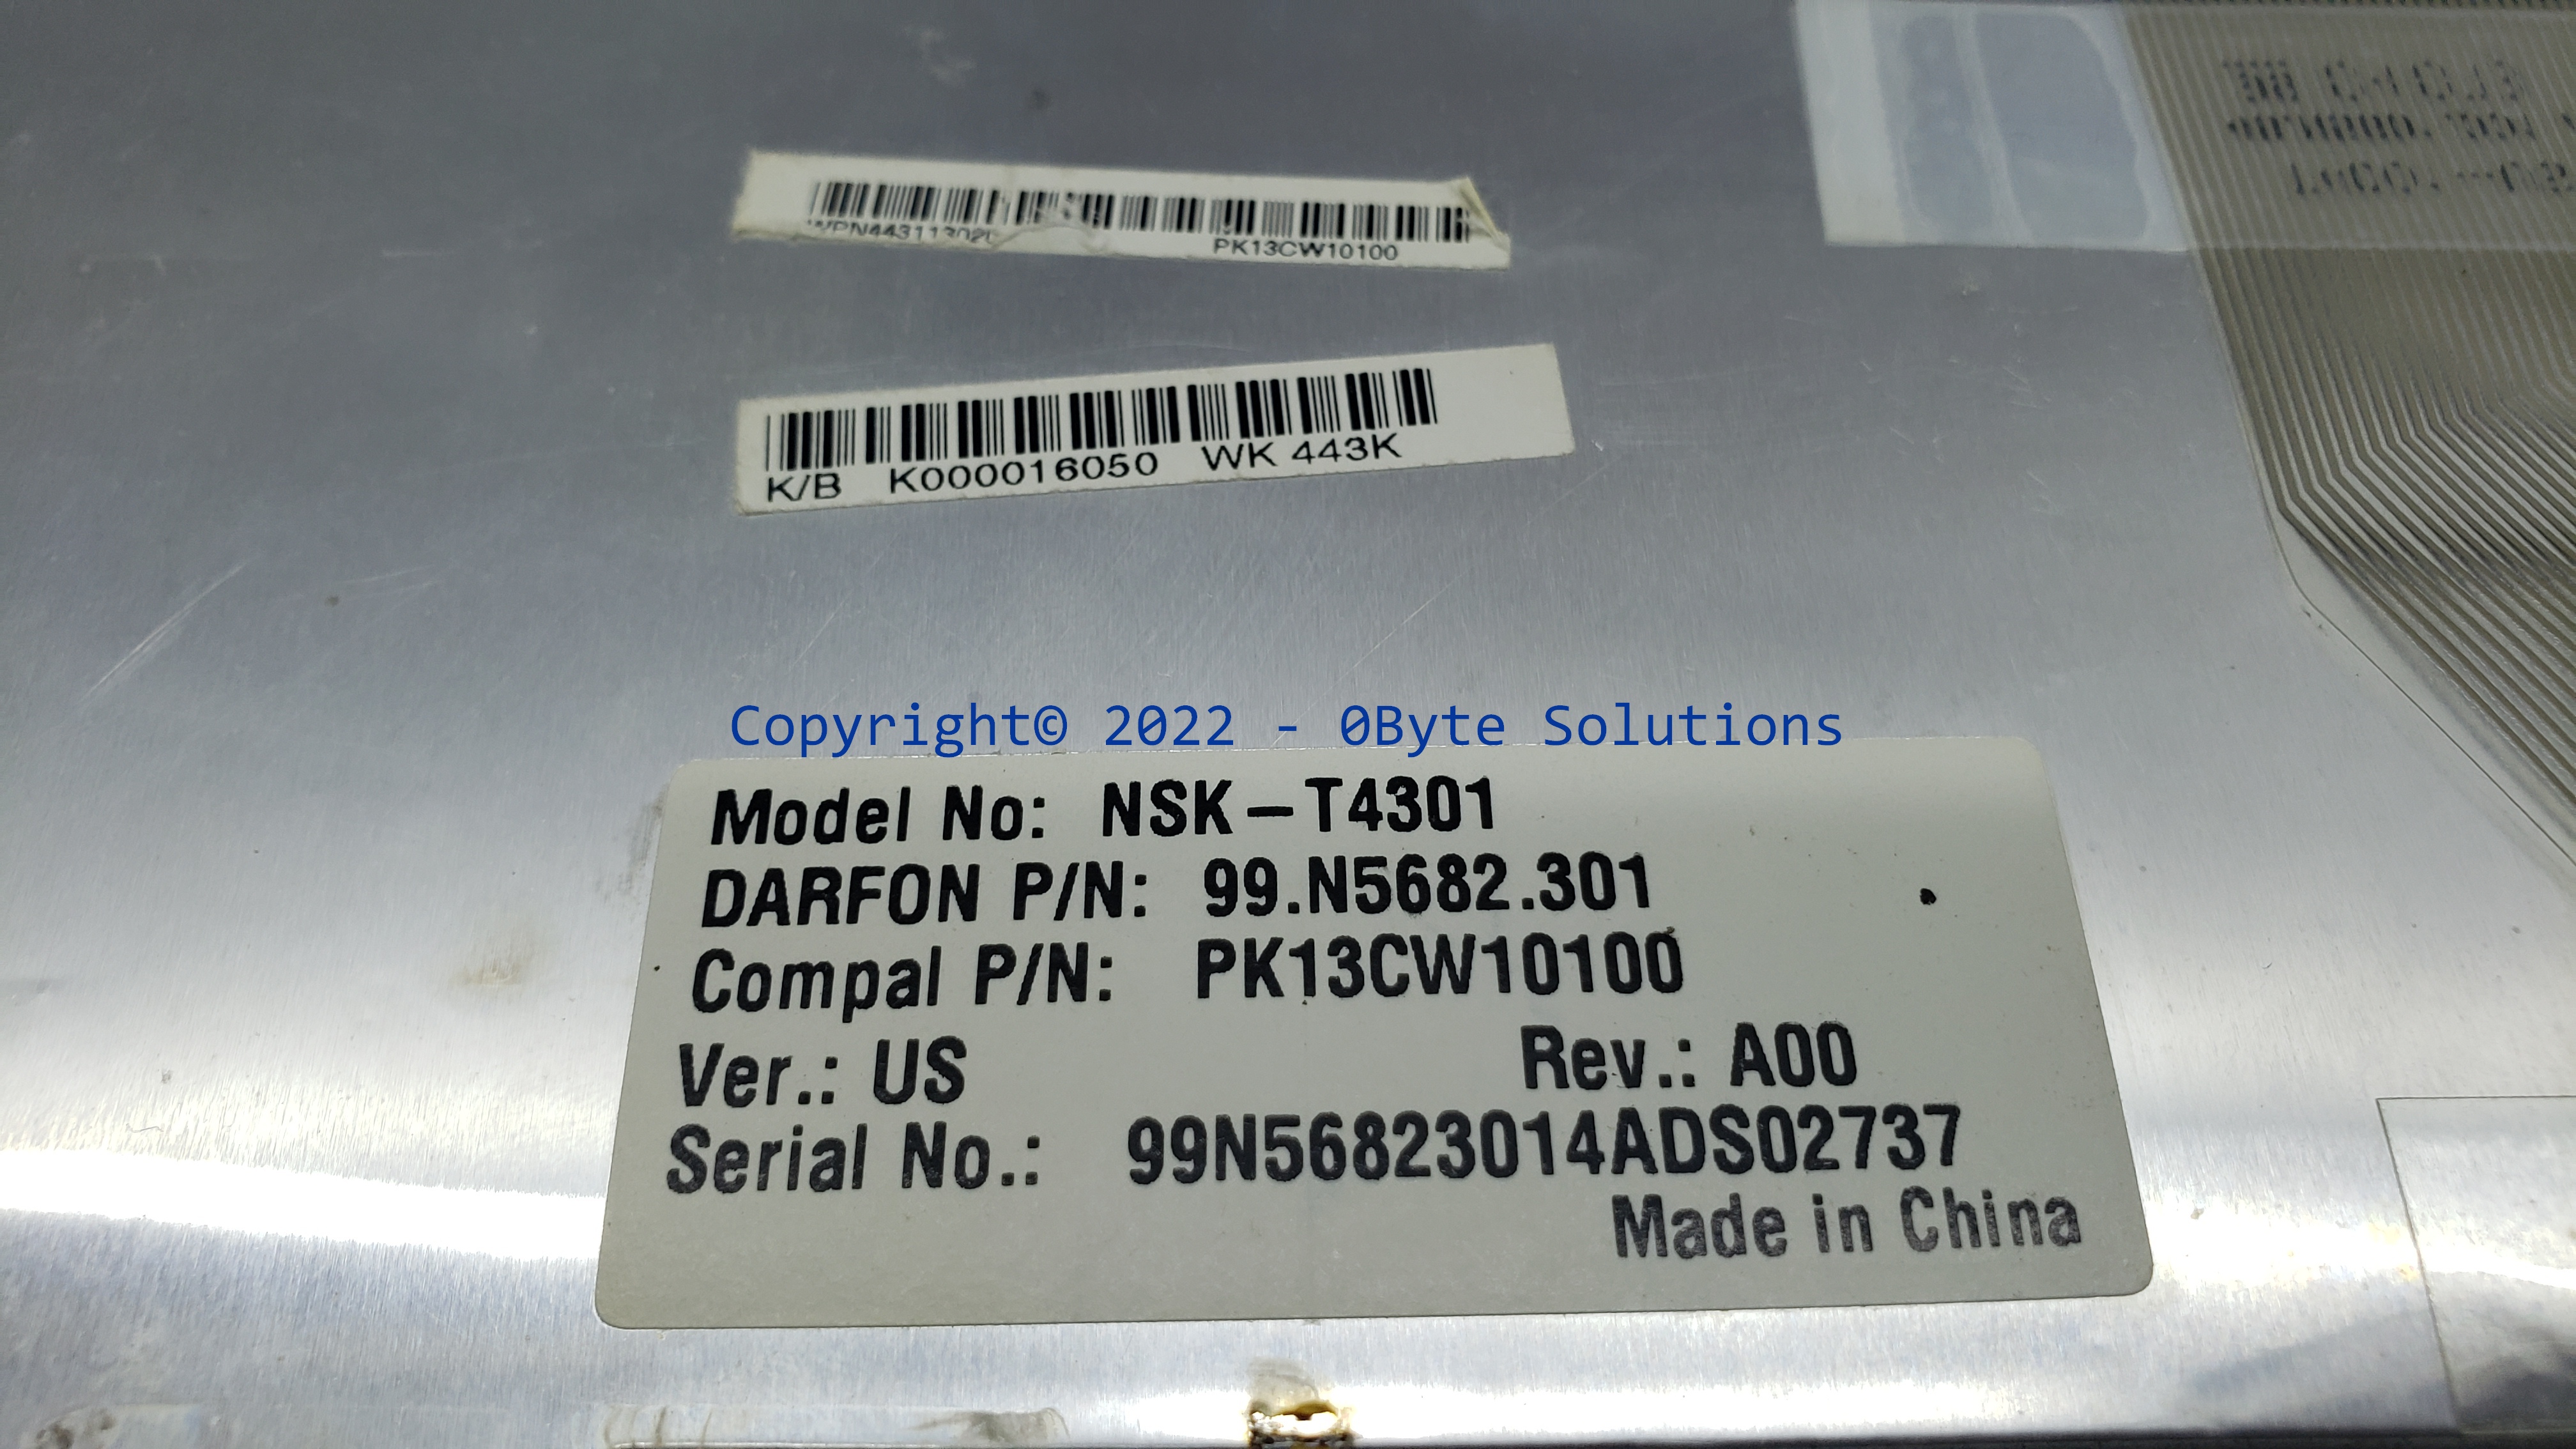 PK13CW10100
K/B K000016050 WK 443K
Copyright© 2022 - 0Byte Solutions
Model No: NSK-T4301
DARFON P/N: 99.N5682.301
Compal P/N: PK13CW10100
Ver.: US Rev.: A00
Serial No.: 99N56823014ADS02737
Made in China